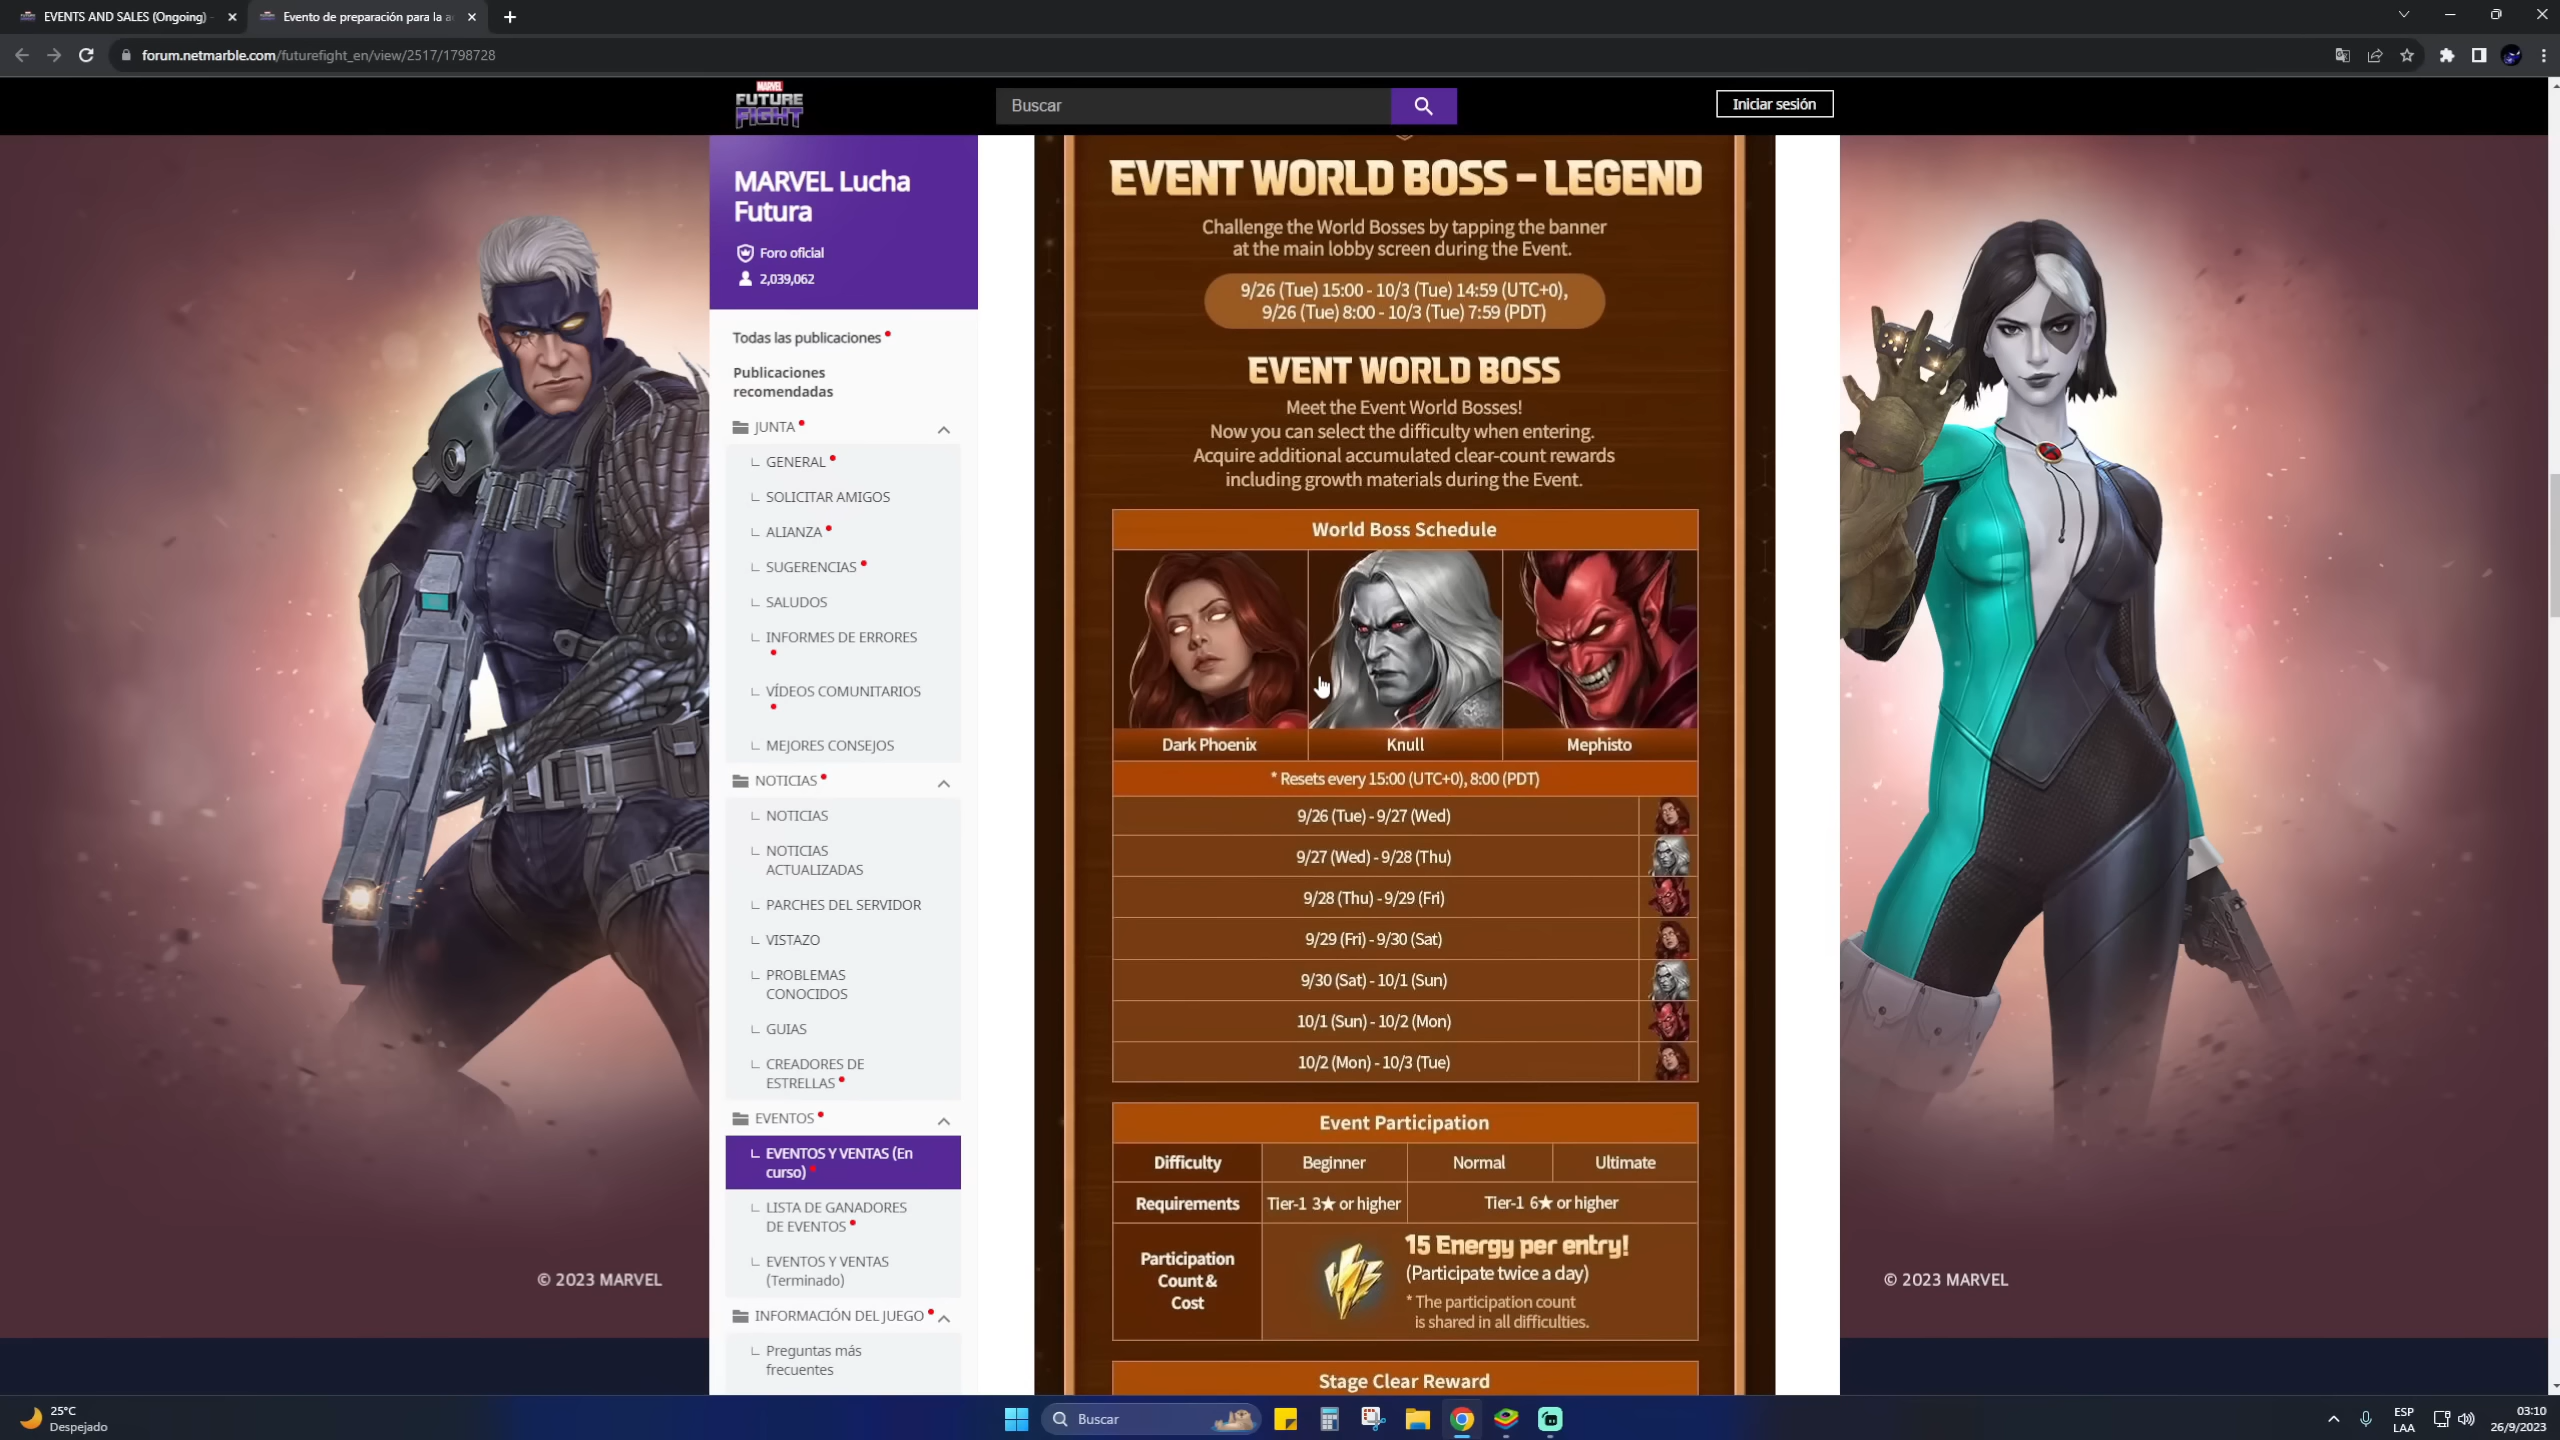 EVENTS AND SALES (Ongoing)
Evento de preparación para la a
forum.netmarble.com/futurefight_en/view/2517/1798728
MARVEL
FUTURE
FIGHT
Buscar
Iniciar sesión
MARVEL Lucha
Futura
Foro oficial
2,039,062
Todas las publicaciones
Publicaciones
recomendadas
JUNTA
GENERAL
SOLICITAR AMIGOS
ALIANZA
SUGERENCIAS
SALUDOS
INFORMES DE ERRORES
VÍDEOS COMUNITARIOS
MEJORES CONSEJOS
NOTICIAS
NOTICIAS
NOTICIAS
ACTUALIZADAS
PARCHES DEL SERVIDOR
VISTAZO
PROBLEMAS
CONOCIDOS
GUIAS
CREADORES DE
ESTRELLAS
EVENTOS
EVENTOS Y VENTAS (En
curso)
LISTA DE GANADORES
DE EVENTOS
EVENTOS Y VENTAS
(Terminado)
INFORMACIÓN DEL JUEGO
Preguntas más
frecuentes
EVENT WORLD BOSS - LEGEND
Challenge the World Bosses by tapping the banner
at the main lobby screen during the Event.
9/26 (Tue) 15:00 - 10/3 (Tue) 14:59 (UTC+0),
9/26 (Tue) 8:00 - 10/3 (Tue) 7:59 (PDT)
EVENT WORLD BOSS
Meet the Event World Bosses!
Now you can select the difficulty when entering.
Acquire additional accumulated clear-count rewards
including growth materials during the Event.
World Boss Schedule
Dark Phoenix Knull Mephisto
* Resets every 15:00 (UTC+0), 8:00 (PDT)
9/26 (Tue) - 9/27 (Wed)
9/27 (Wed) - 9/28 (Thu)
9/28 (Thu) - 9/29 (Fri)
9/29 (Fri) - 9/30 (Sat)
9/30 (Sat) - 10/1 (Sun)
10/1 (Sun) - 10/2 (Mon)
10/2 (Mon) - 10/3 (Tue)
Event Participation
Difficulty Beginner Normal Ultimate
Requirements Tier-1 3★ or higher Tier-1 6★ or higher
Participation
Count &
Cost
15 Energy per entry!
(Participate twice a day)
* The participation count
is shared in all difficulties.
Stage Clear Reward
© 2023 MARVEL
© 2023 MARVEL
25°C
Despejado
Buscar
ESP
LAA
03:10
26/9/2023